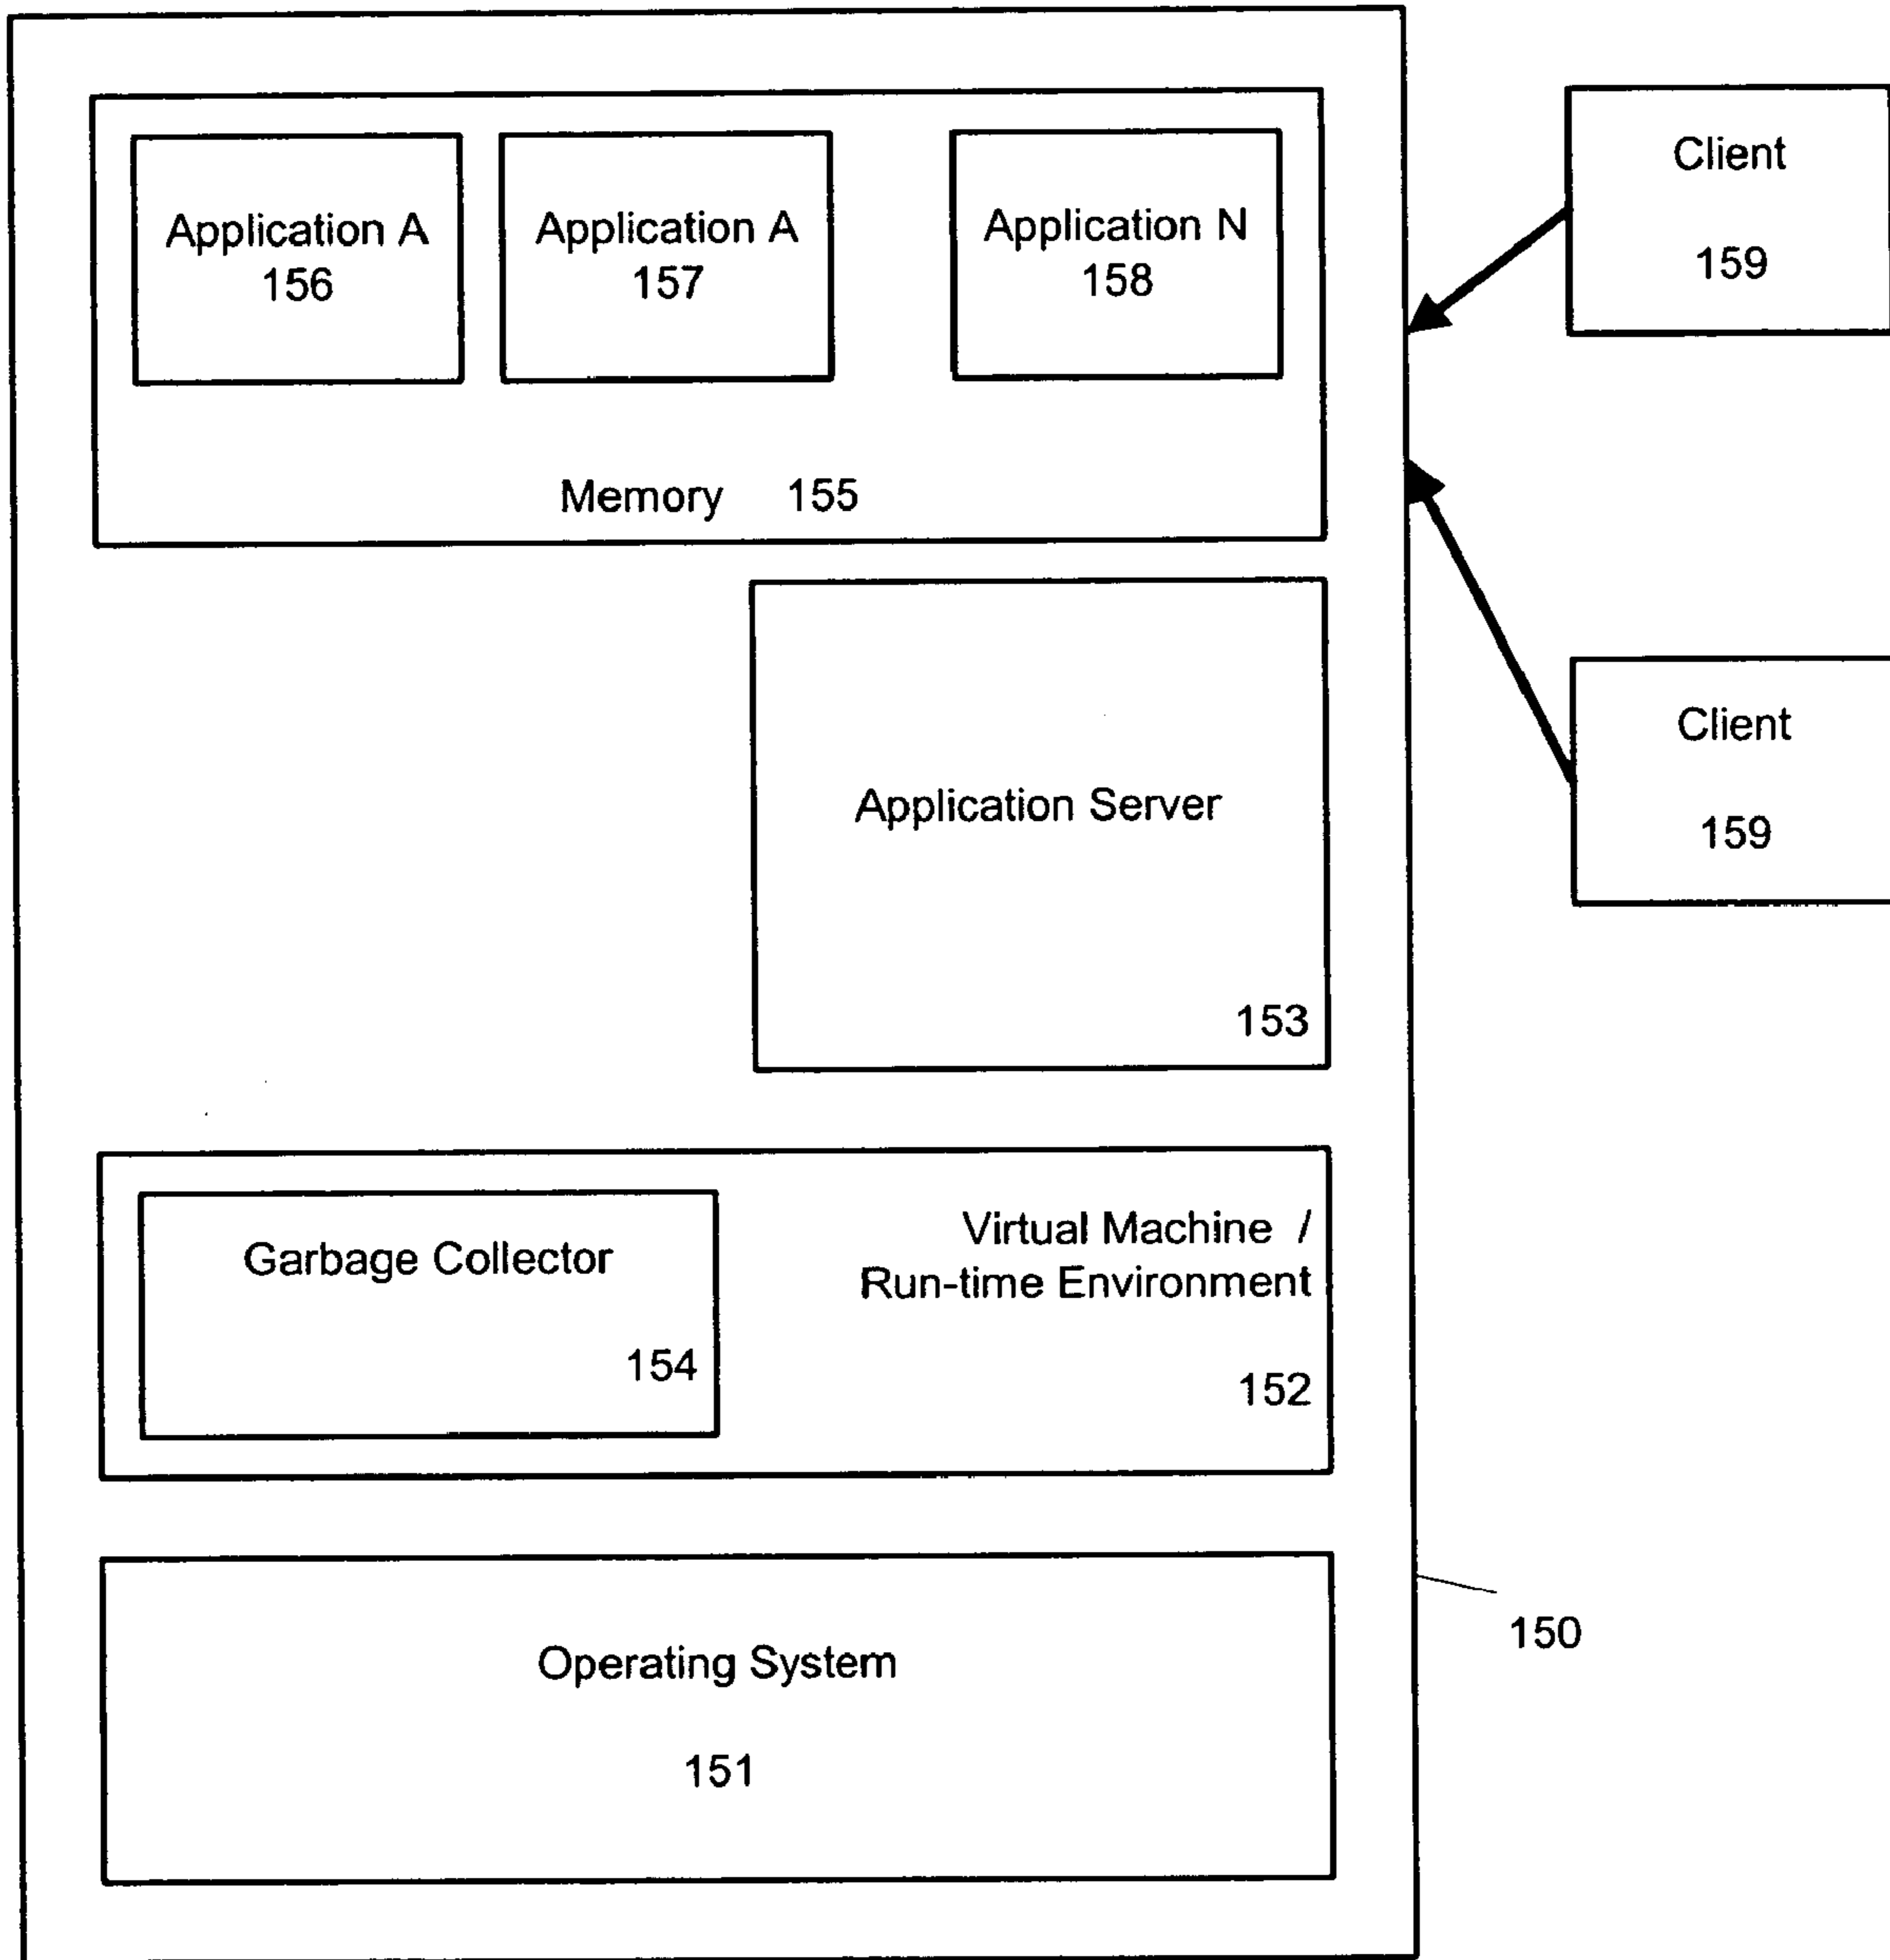 Application A
156
Application A
157
Application N
158
Memory 155
Client
159
Application Server
153
Client
159
Garbage Collector
154
Virtual Machine /
Run-time Environment
152
150
Operating System
151